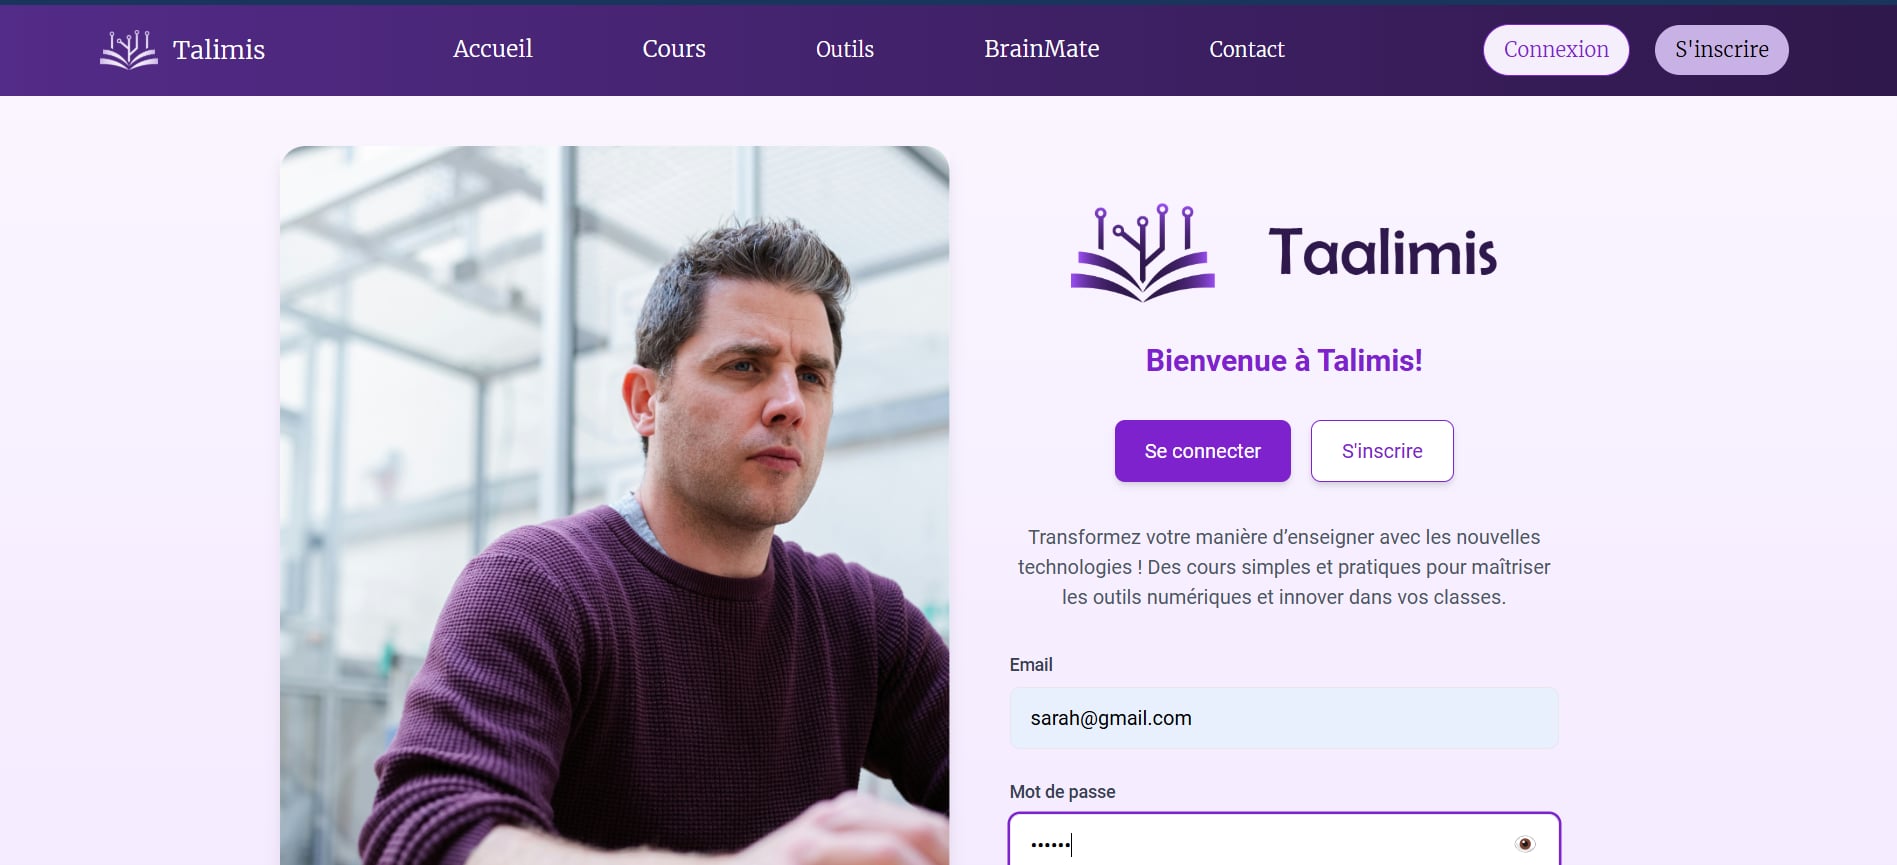 Talimis
Accueil
Cours
Outils
BrainMate
Contact
Connexion
S'inscrire
Taalimis
Bienvenue à Talimis!
Se connecter
S'inscrire
Transformez votre manière d’enseigner avec les nouvelles
technologies ! Des cours simples et pratiques pour maîtriser
les outils numériques et innover dans vos classes.
Email
sarah@gmail.com
Mot de passe
••••••